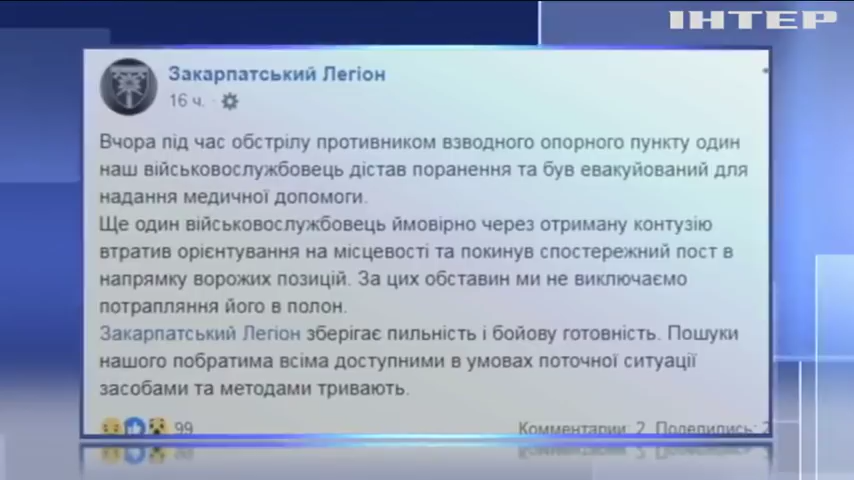 ІНТЕР
Закарпатський Легіон
16 ч.
Вчора під час обстрілу противником взводного опорного пункту один
наш військовослужбовець дістав поранення та був евакуйований для
надання медичної допомоги.
Ще один військовослужбовець ймовірно через отриману контузію
втратив орієнтування на місцевості та покинув спостережний пост в
напрямку ворожих позицій. За цих обставин ми не виключаємо
потрапляння його в полон.
Закарпатський Легіон зберігає пильність і бойову готовність. Пошуки
нашого побратима всіма доступними в умовах поточної ситуації
засобами та методами тривають.
99
Комментарии: 2 Поделились: 2